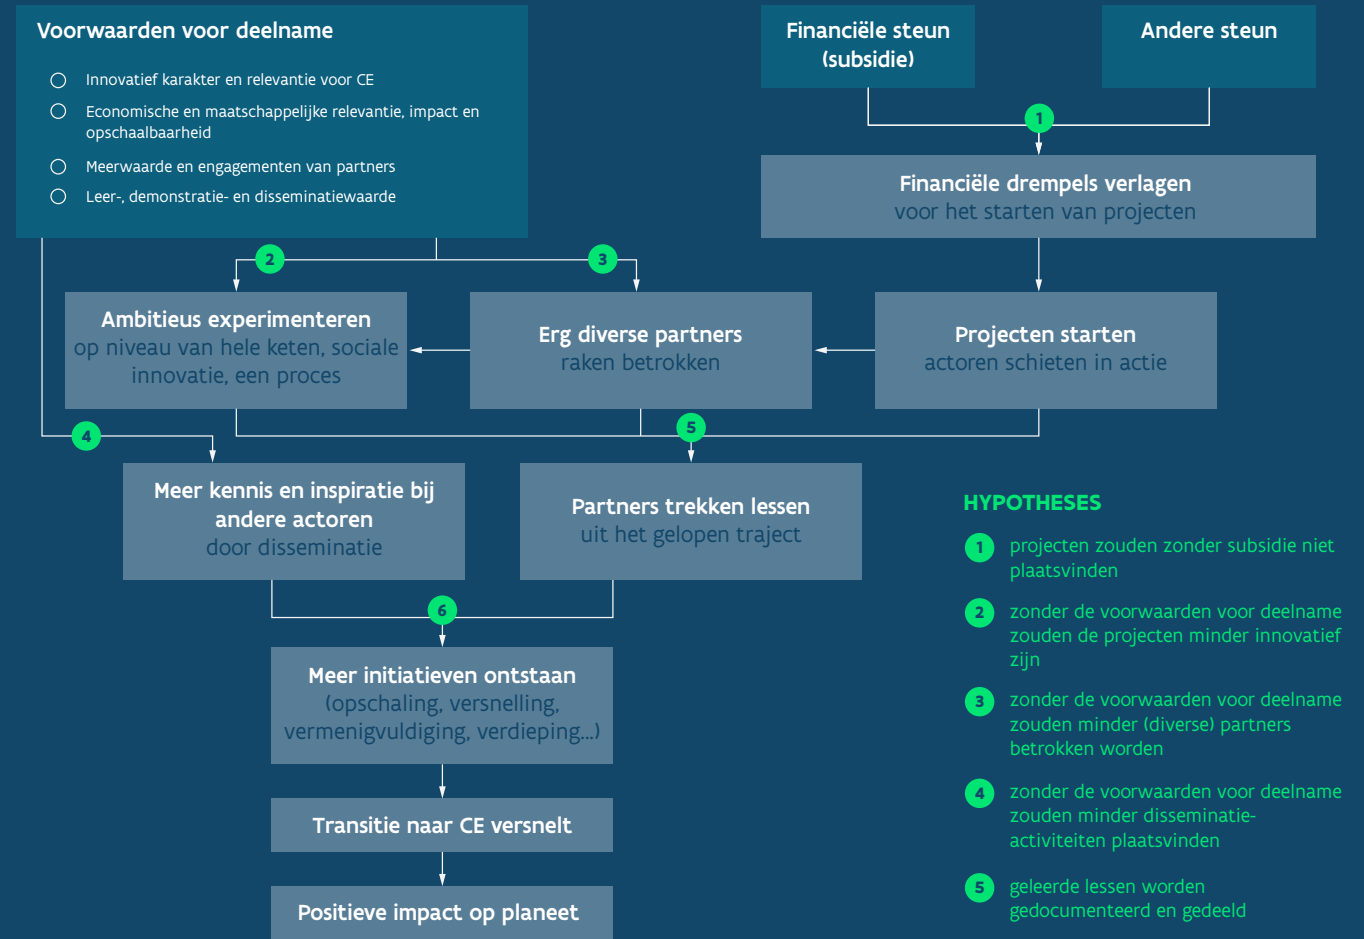 Voorwaarden voor deelname
Innovatief karakter en relevantie voor CE
Economische en maatschappelijke relevantie, impact en
opschaalbaarheid
Meerwaarde en engagementen van partners
Leer-, demonstratie- en disseminatiewaarde
Financiële steun
(subsidie)
Andere steun
1
Financiële drempels verlagen
voor het starten van projecten
2
3
Ambitieus experimenteren
op niveau van hele keten, sociale
innovatie, een proces
Erg diverse partners
raken betrokken
Projecten starten
actoren schieten in actie
4
5
Meer kennis en inspiratie bij
andere actoren
door disseminatie
Partners trekken lessen
uit het gelopen traject
6
Meer initiatieven ontstaan
(opschaling, versnelling,
vermenigvuldiging, verdieping...)
Transitie naar CE versnelt
Positieve impact op planeet
HYPOTHESES
1 projecten zouden zonder subsidie niet
plaatsvinden
2 zonder de voorwaarden voor deelname
zouden de projecten minder innovatief
zijn
3 zonder de voorwaarden voor deelname
zouden minder (diverse) partners
betrokken worden
4 zonder de voorwaarden voor deelname
zouden minder disseminatie-
activiteiten plaatsvinden
5 geleerde lessen worden
gedocumenteerd en gedeeld